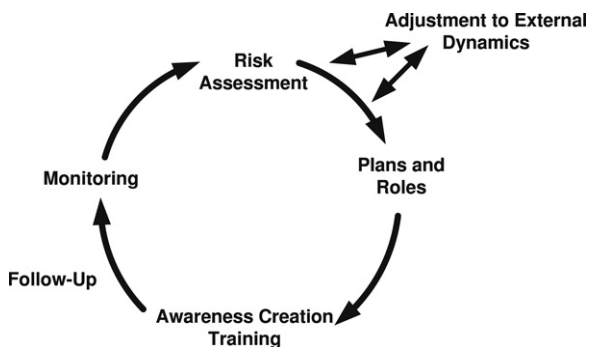 Adjustment to External
Dynamics
Risk
Assessment
Plans and
Roles
Monitoring
Follow-Up
Awareness Creation
Training